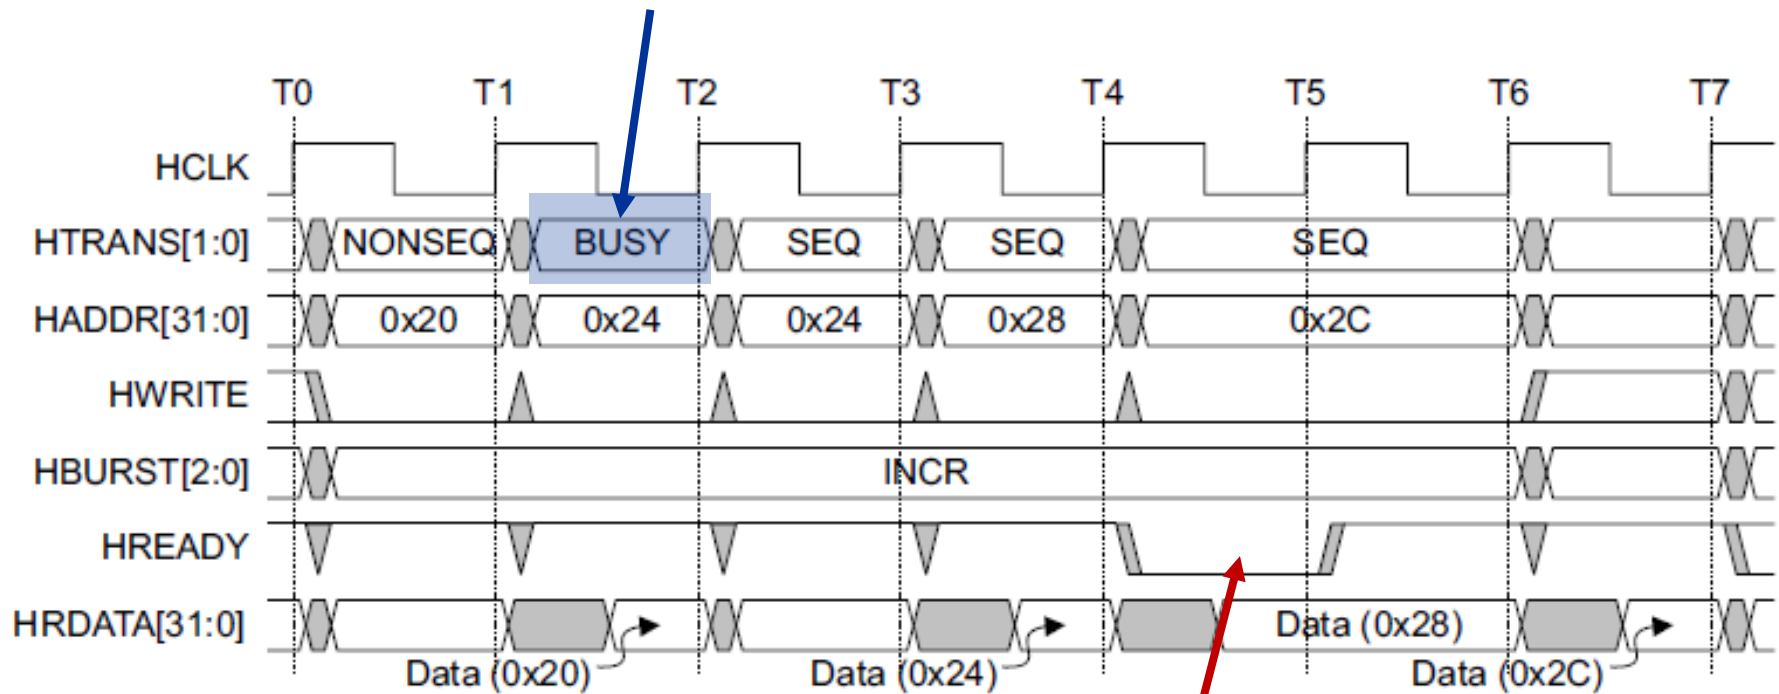 T0 T1 T2 T3 T4 T5 T6 T7
HCLK
HTRANS[1:0] NONSEQ BUSY SEQ SEQ SEQ
HADDR[31:0] 0x20 0x24 0x24 0x28 0x2C
HWRITE
HBURST[2:0] INCR
HREADY
HRDATA[31:0] Data (0x28)
Data (0x20) Data (0x24) Data (0x2C)